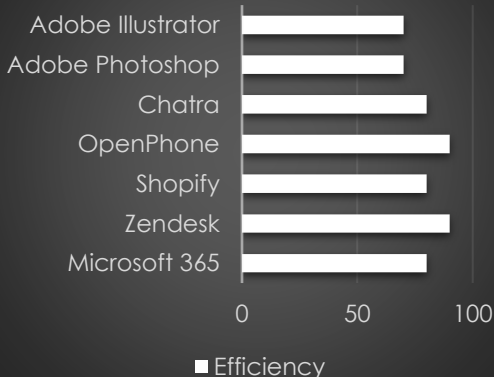 Adobe Illustrator
Adobe Photoshop
Chatra
OpenPhone
Shopify
Zendesk
Microsoft 365
0 50 100
Efficiency